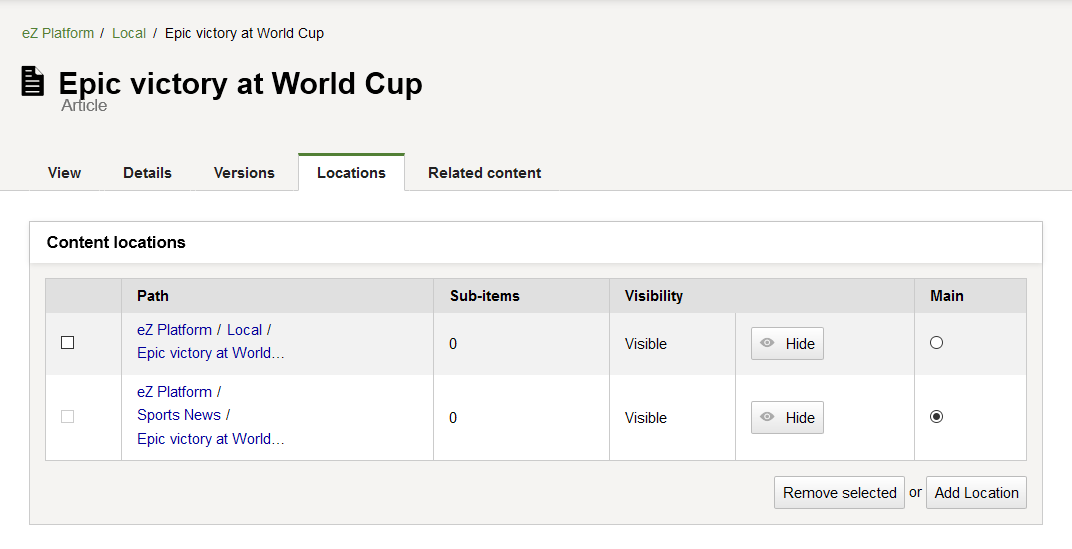 eZ Platform / Local / Epic victory at World Cup
Epic victory at World Cup
Article
View Details Versions Locations Related content
Content locations
Path Sub-items Visibility Main
eZ Platform / Local /
Epic victory at World…
0 Visible Hide
eZ Platform /
Sports News /
Epic victory at World…
0 Visible Hide
Remove selected or Add Location